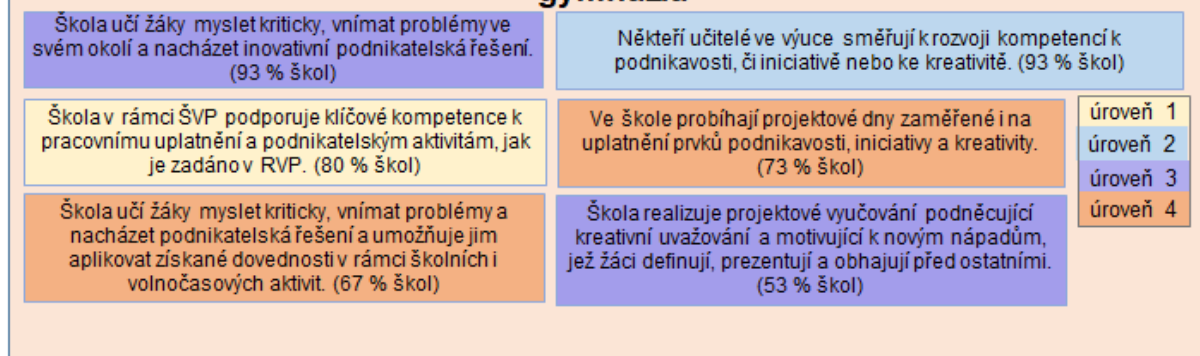 gymnázia
Škola učí žáky myslet kriticky, vnímat problémy ve
svém okolí a nacházet inovativní podnikatelská řešení.
(93 % škol)
Někteří učitelé ve výuce směřují k rozvoji kompetencí k
podnikavosti, či iniciativě nebo ke kreativitě. (93 % škol)
Škola v rámci ŠVP podporuje klíčové kompetence k
pracovnímu uplatnění a podnikatelským aktivitám, jak
je zadáno v RVP. (80 % škol)
Ve škole probíhají projektové dny zaměřené i na
uplatnění prvků podnikavosti, iniciativy a kreativity.
(73 % škol)
úroveň 1
úroveň 2
úroveň 3
úroveň 4
Škola učí žáky myslet kriticky, vnímat problémy a
nacházet podnikatelská řešení a umožňuje jim
aplikovat získané dovednosti v rámci školních i
volnočasových aktivit. (67 % škol)
Škola realizuje projektové vyučování podněcující
kreativní uvažování a motivující k novým nápadům,
jež žáci definují, prezentují a obhajují před ostatními.
(53 % škol)